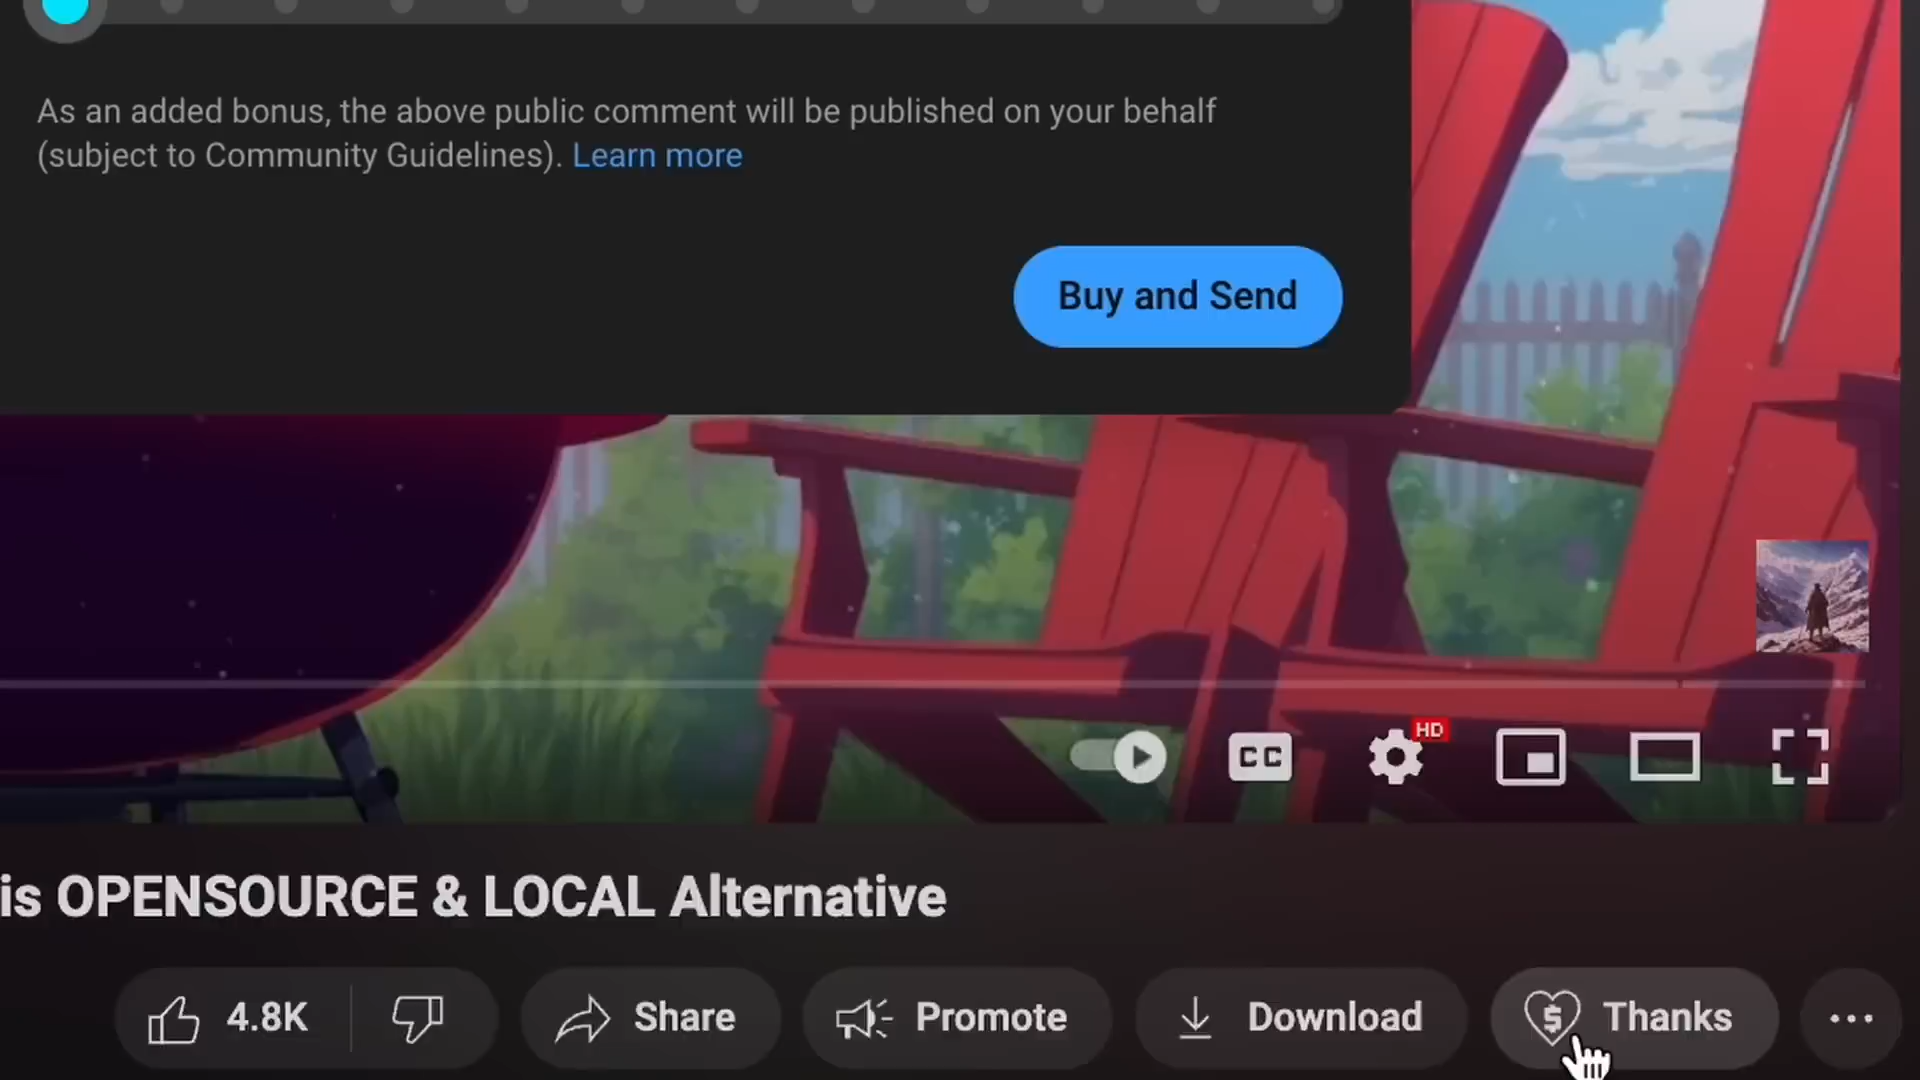 As an added bonus, the above public comment will be published on your behalf
(subject to Community Guidelines). Learn more
Buy and Send
CC
HD
is OPENSOURCE & LOCAL Alternative
4.8K
Share
Promote
Download
$ Thanks